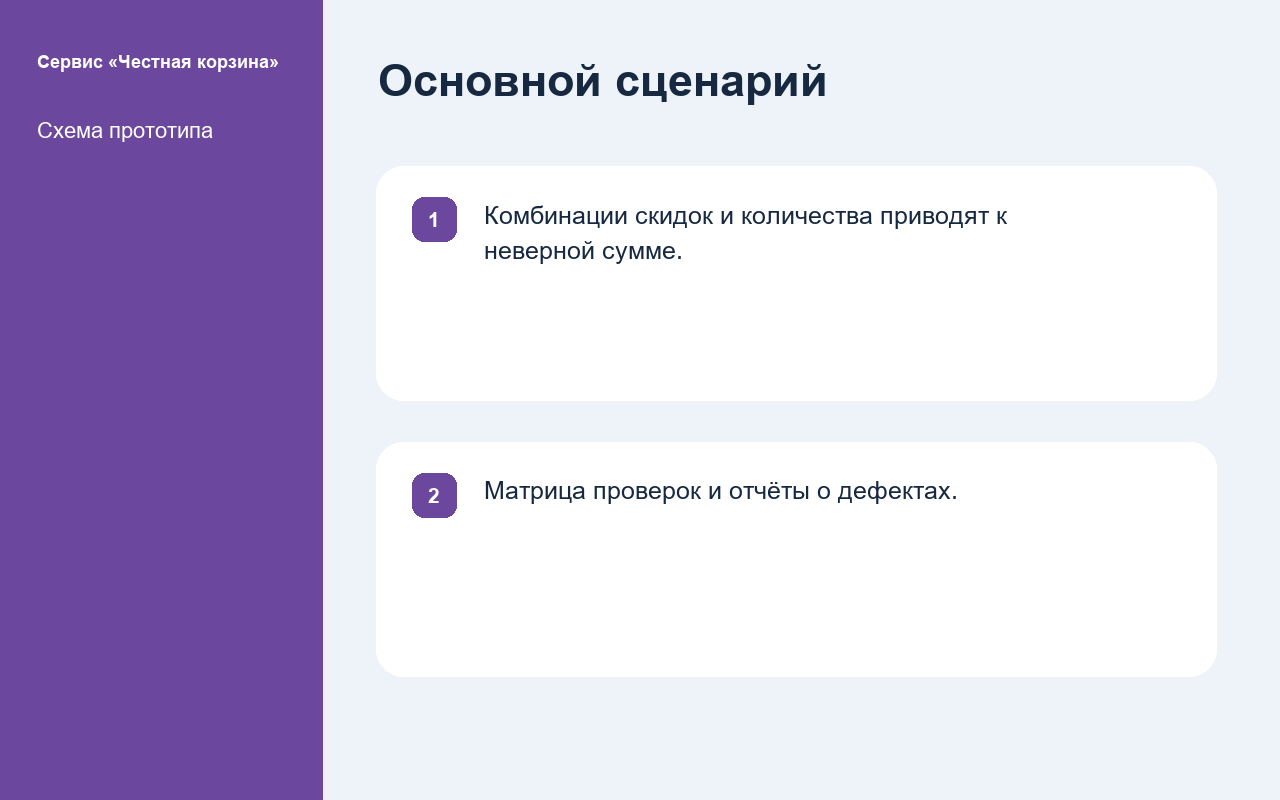 Сервис «Честная корзина»
Схема прототипа
Основной сценарий
1
Комбинации скидок и количества приводят к
неверной сумме.
2
Матрица проверок и отчёты о дефектах.